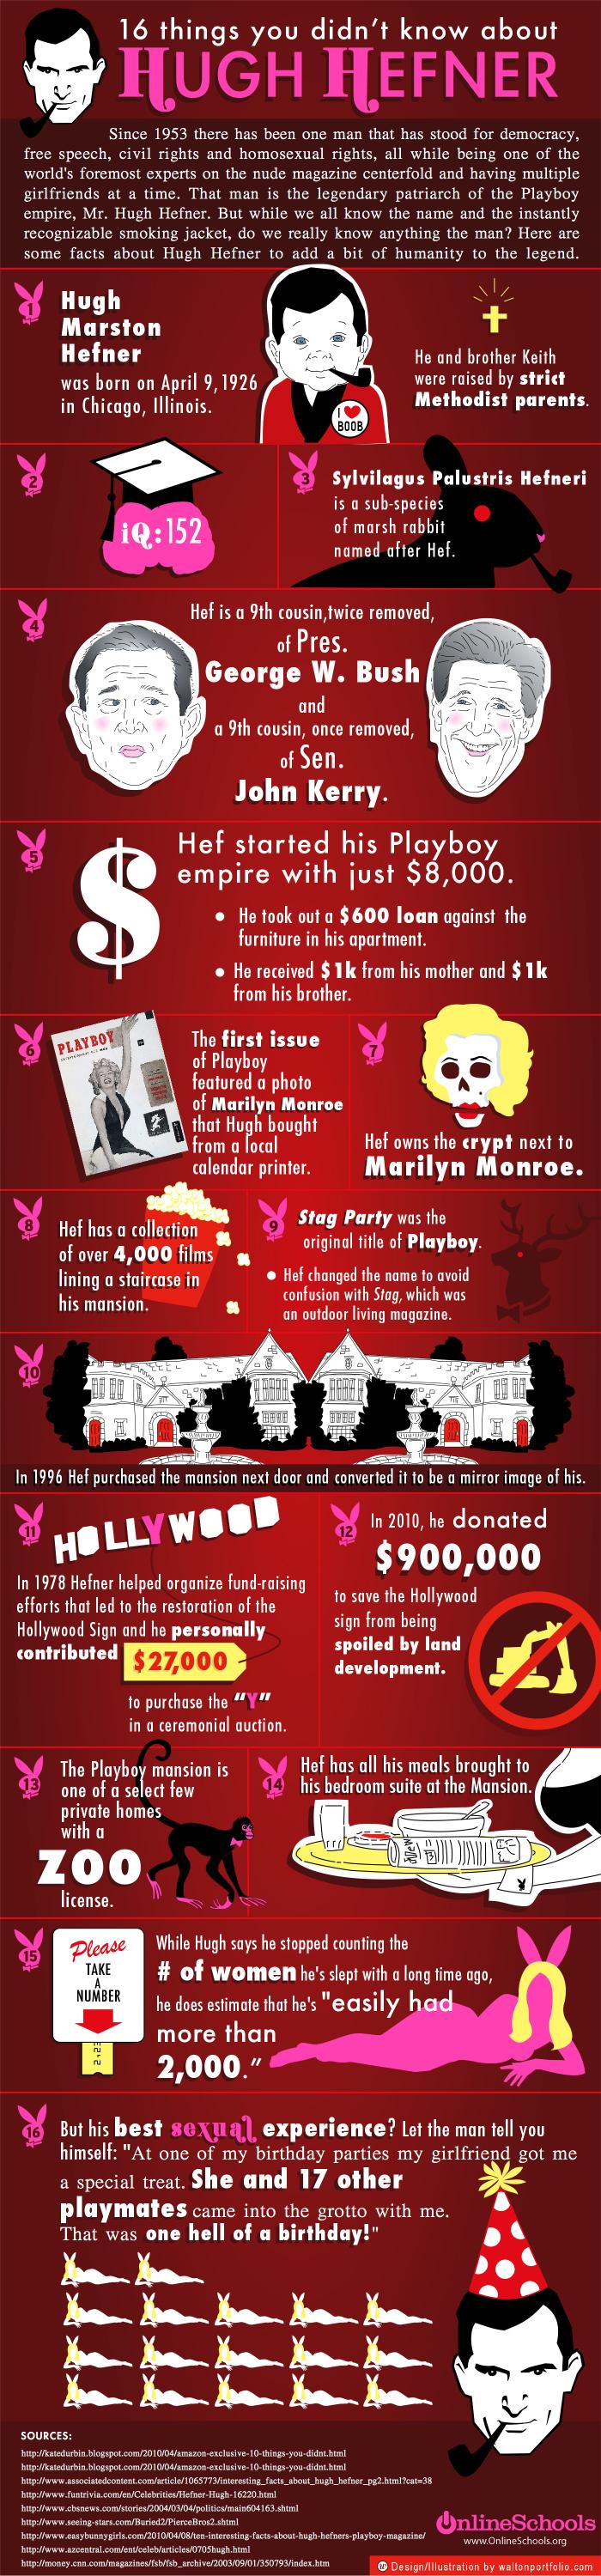 16 things you didn't know about
HUGH HEFNER
Since 1953 there has been one man that has stood for democracy,
free speech, civil rights and homosexual rights, all while being one of the
world's foremost experts on the nude magazine centerfold and having multiple
girlfriends at a time. That man is the legendary patriarch of the Playboy
empire, Mr. Hugh Hefner. But while we all know the name and the instantly
recognizable smoking jacket, do we really know anything the man? Here are
some facts about Hugh Hefner to add a bit of humanity to the legend.
1
Hugh
Marston
Hefner
was born on April 9, 1926
in Chicago, Illinois.
I
BOOB
He and brother Keith
were raised by strict
Methodist parents.
2
iQ:152
3
Sylvilagus Palustris Hefneri
is a sub-species
of marsh rabbit
named after Hef.
4
Hef is a 9th cousin,twice removed,
of Pres.
George W. Bush
and
a 9th cousin, once removed,
of Sen.
John Kerry.
5
$
Hef started his Playboy
empire with just $8,000.
• He took out a $600 loan against the
furniture in his apartment.
• He received $1k from his mother and $1k
from his brother.
6
PLAYBOY
The first issue
of Playboy
featured a photo
of Marilyn Monroe
that Hugh bought
from a local
calendar printer.
7
Hef owns the crypt next to
Marilyn Monroe.
8
Hef has a collection
of over 4,000 films
lining a staircase in
his mansion.
9
Stag Party was the
original title of Playboy.
• Hef changed the name to avoid
confusion with Stag, which was
an outdoor living magazine.
10
In 1996 Hef purchased the mansion next door and converted it to be a mirror image of his.
11
HOLLYWOOD
In 1978 Hefner helped organize fund-raising
efforts that led to the restoration of the
Hollywood Sign and he personally
contributed $27,000
to purchase the "Y"
in a ceremonial auction.
12
In 2010, he donated
$900,000
to save the Hollywood
sign from being
spoiled by land
development.
13
The Playboy mansion is
one of a select few
private homes
with a
ZOO
license.
14
Hef has all his meals brought to
his bedroom suite at the Mansion.
15
Please
TAKE
A
NUMBER
While Hugh says he stopped counting the
# of women he's slept with a long time ago,
he does estimate that he's "easily had
more than
2,000."
16
But his best sexual experience? Let the man tell you
himself: "At one of my birthday parties my girlfriend got me
a special treat. She and 17 other
playmates came into the grotto with me.
That was one hell of a birthday!"
SOURCES:
http://katedurbin.blogspot.com/2010/04/amazon-exclusive-10-things-you-didnt.html
http://katedurbin.blogspot.com/2010/04/amazon-exclusive-10-things-you-didnt.html
http://www.associatedcontent.com/article/1065773/interesting_facts_about_hugh_hefner_pg2.html?cat=38
http://www.funtrivia.com/en/Celebrities/Hefner-Hugh-16220.html
http://www.cbsnews.com/stories/2004/03/04/politics/main604163.shtml
http://www.seeing-stars.com/Buried2/PierceBros2.shtml
http://www.easybunnygirls.com/2010/04/08/ten-interesting-facts-about-hugh-hefners-playboy-magazine/
http://www.azcentral.com/ent/celeb/articles/0705hugh.html
http://money.cnn.com/magazines/fsb/fsb_archive/2003/09/01/350793/index.htm
OnlineSchools
www.OnlineSchools.org
Design/Illustration by waltonportfolio.com